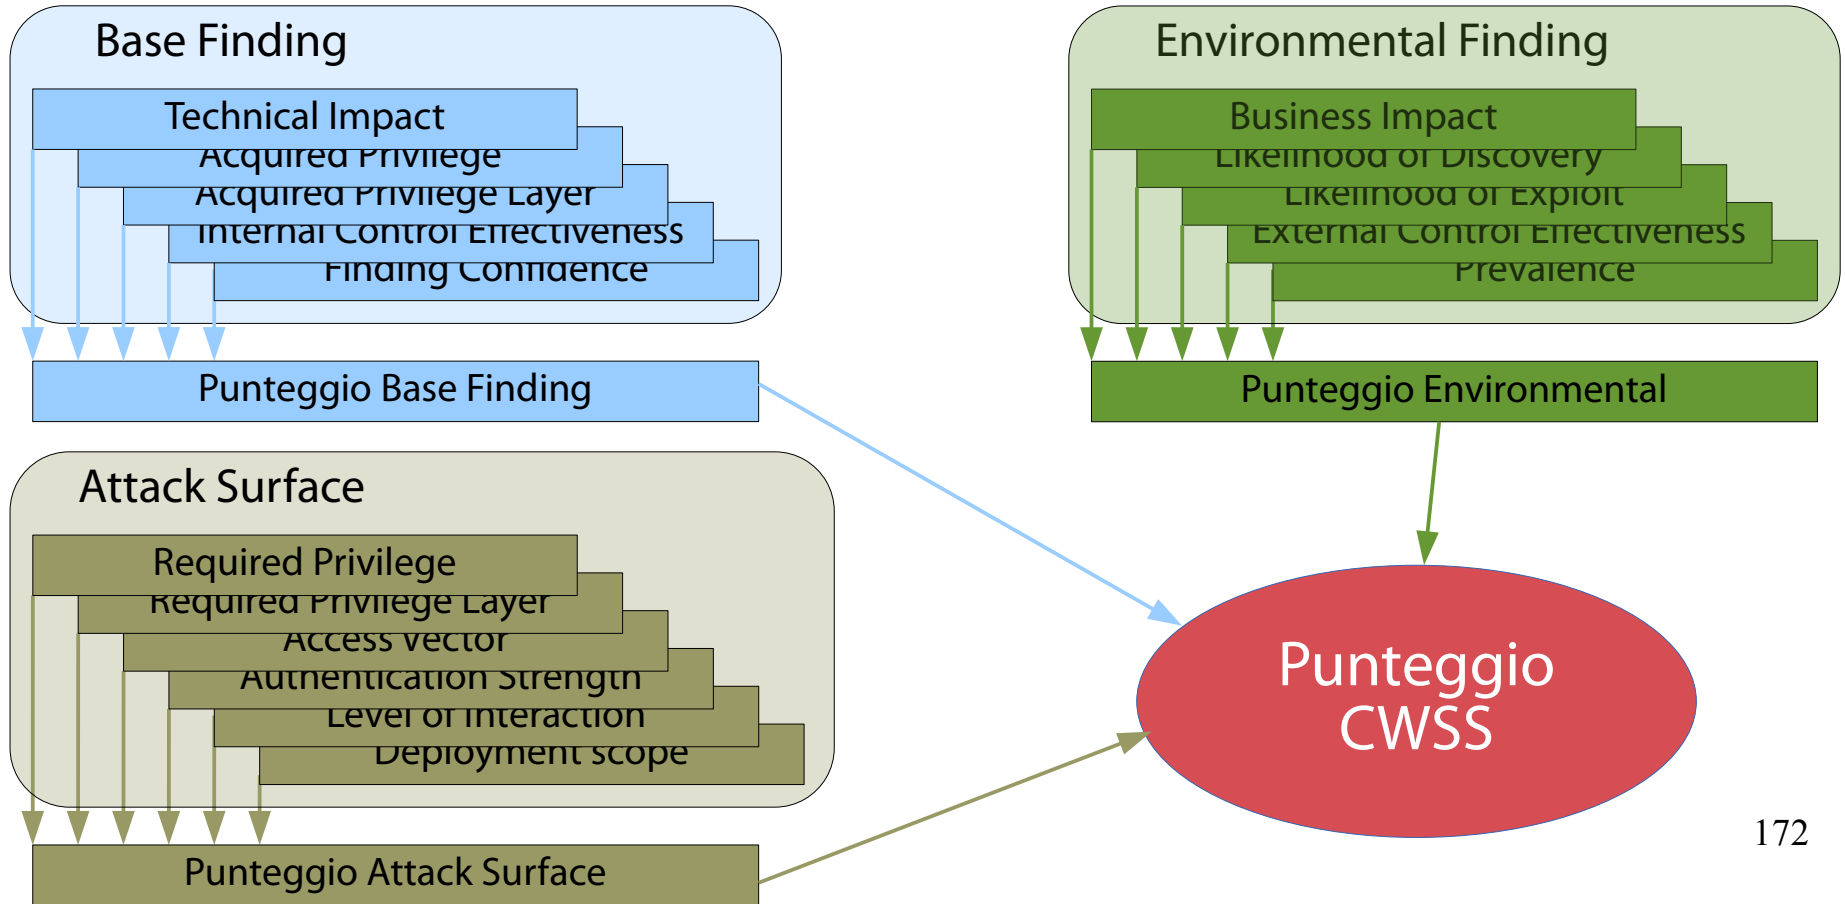 Base Finding
Technical Impact
Acquired Privilege
Acquired Privilege Layer
Internal Control Effectiveness
Finding Confidence
Punteggio Base Finding
Environmental Finding
Business Impact
Likelihood of Discovery
Likelihood of Exploit
External Control Effectiveness
Prevalence
Punteggio Environmental
Attack Surface
Required Privilege
Required Privilege Layer
Access Vector
Authentication Strength
Level of Interaction
Deployment scope
Punteggio Attack Surface
Punteggio
CWSS
172